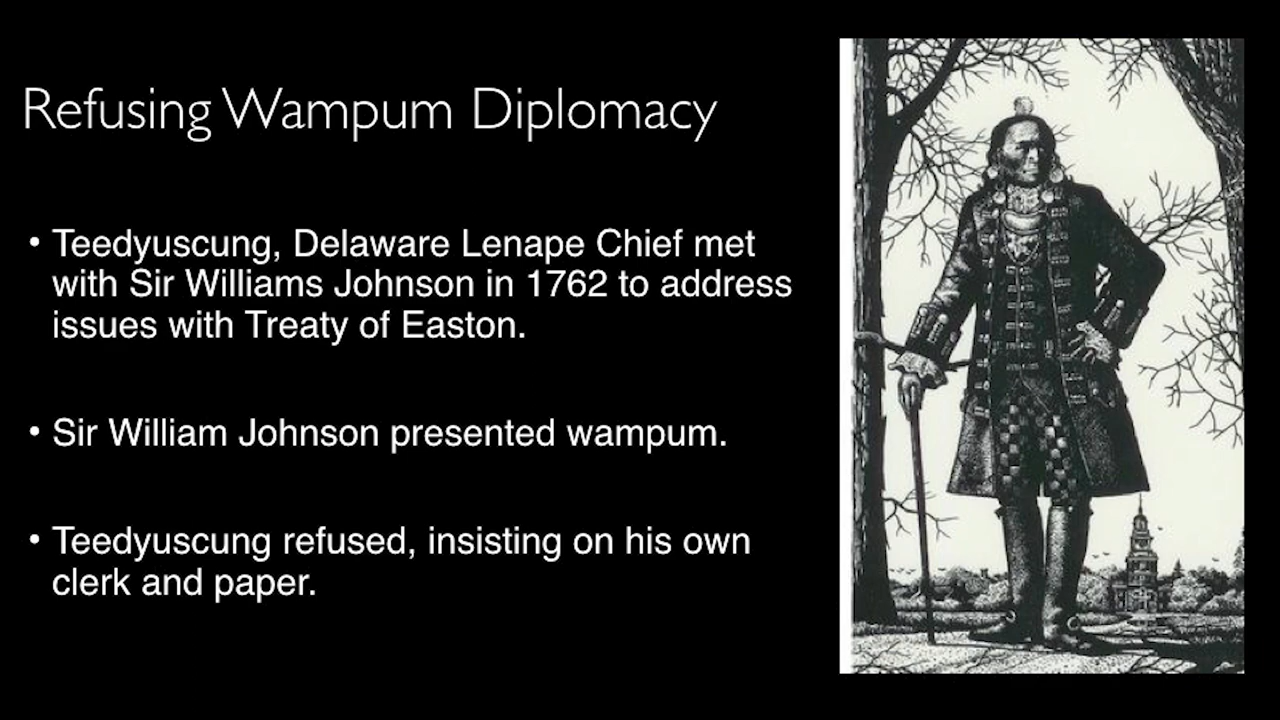 Refusing Wampum Diplomacy
• Teedyuscung, Delaware Lenape Chief met
with Sir Williams Johnson in 1762 to address
issues with Treaty of Easton.
• Sir William Johnson presented wampum.
• Teedyuscung refused, insisting on his own
clerk and paper.